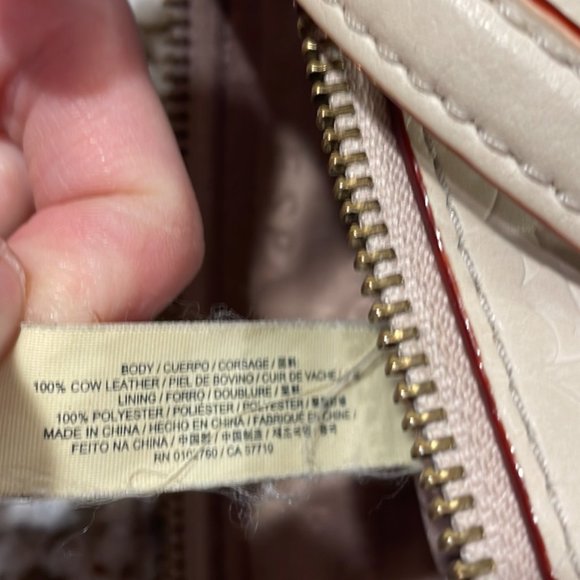 BODY / CUERPO / CORSAGE / 面料
100% COW LEATHER / PIEL DE BOVINO / CUIR DE VACHE /
LINING / FORRO / DOUBLURE / 里料
100% POLYESTER / POLIÉSTER / POLYESTER /
MADE IN CHINA / HECHO EN CHINA / FABRIQUÉ EN CHINE /
FEITO NA CHINA / 中国製 / 中国制造 / 제조국명: 중국
RN 0102760 / CA 57710